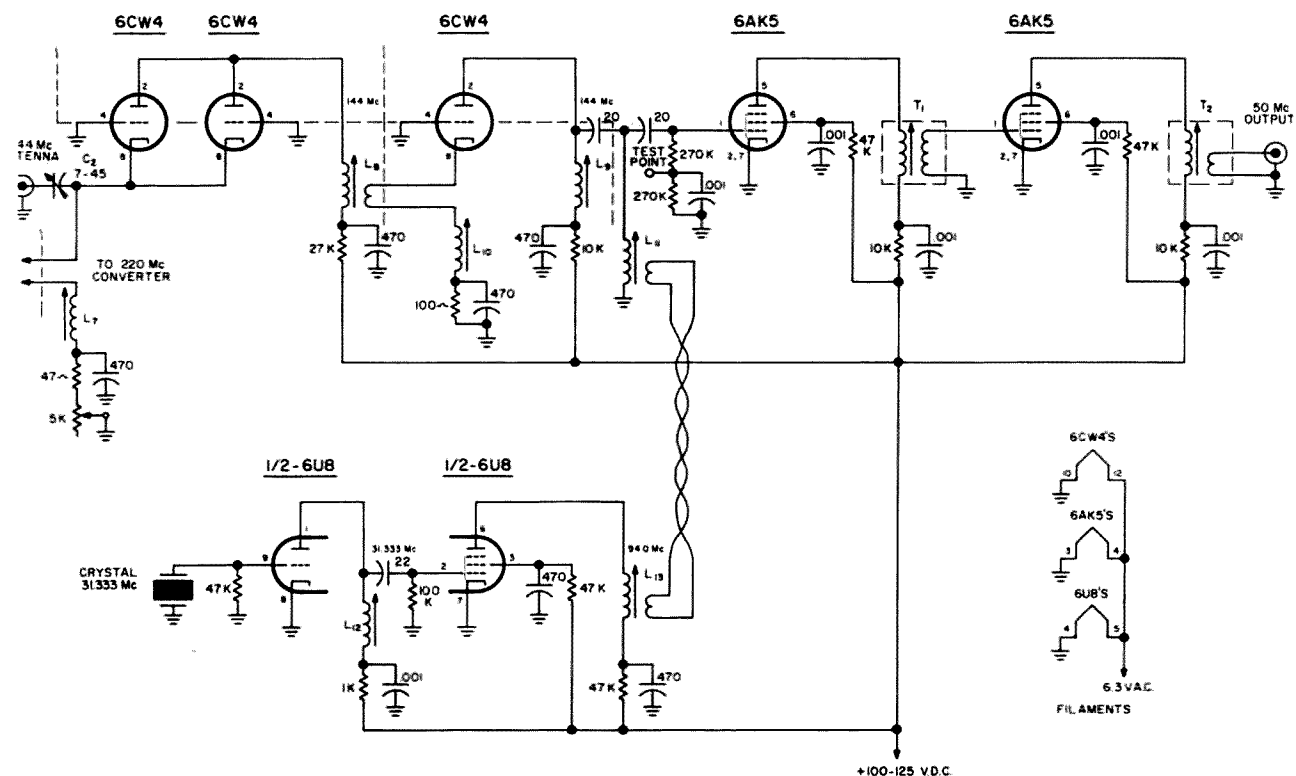 6CW4 6CW4 6CW4 6AK5 6AK5
2 2 2 5 5
144 Mc 144 Mc T1 T2 50 Mc
OUTPUT
4 4 4 20 20 1 6 .001 47
K 1 6 .001 47K
44 Mc
TENNA
C2
7-45
8 8 8
L8 L9 TEST
POINT 270K
270K .001
2,7 2,7
27K 470 L10 470 10K L11 10K .001 10K .001
TO 220 Mc
CONVERTER
L7
100~ 470
47~ 470
5K
1/2-6U8 1/2-6U8
1 6
CRYSTAL
31.333 Mc
9 47K 8
31.333 Mc
22
2 100
K
7 3 470 47K
94.0 Mc
L13
L12
1K .001
47K 470
+100-125 V.D.C.
6CW4'S
10 12
6AK5'S
3 4
6U8'S
4 5
6.3 V.A.C.
FILAMENTS